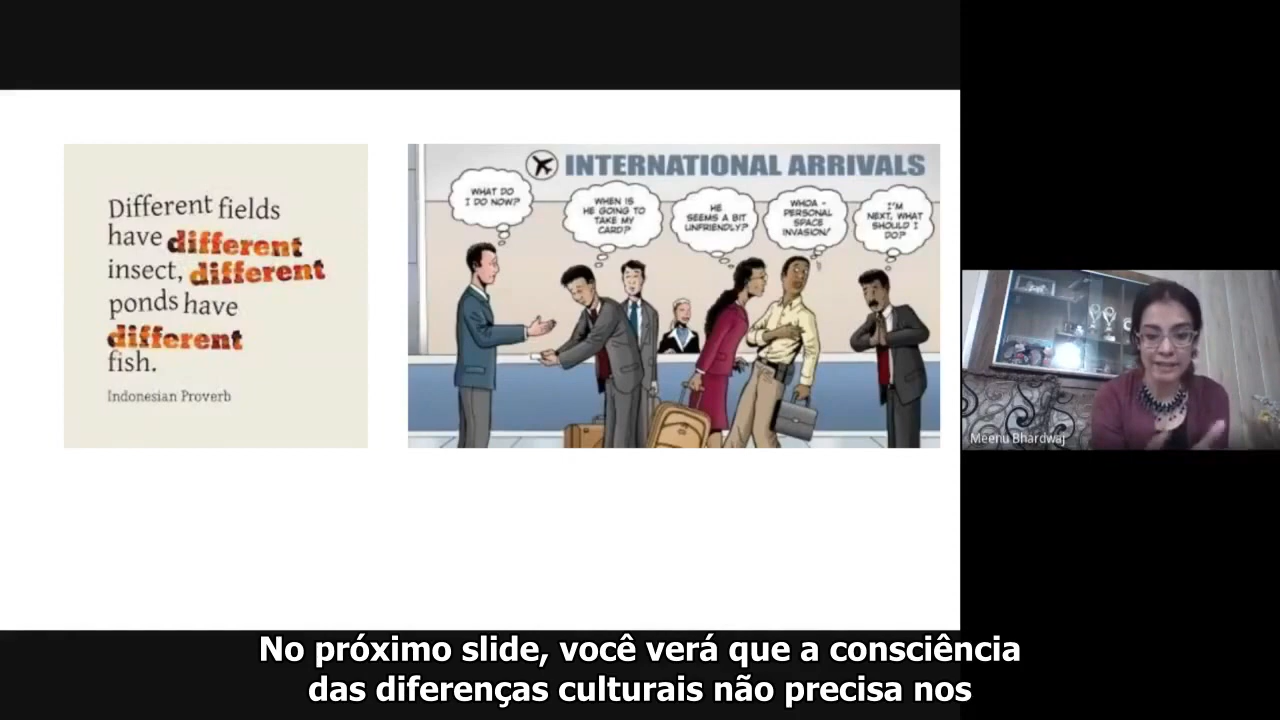 Different fields
have different
insect, different
ponds have
different
fish.
Indonesian Proverb
INTERNATIONAL ARRIVALS
WHAT DO
I DO NOW?
WHEN IS
HE GOING TO
TAKE MY
CARD?
HE
SEEMS A BIT
UNFRIENDLY?
WHOA -
PERSONAL
SPACE
INVASION!
I'M
NEXT, WHAT
SHOULD I
DO?
Meenu Bhardwaj
No próximo slide, você verá que a consciência
das diferenças culturais não precisa nos